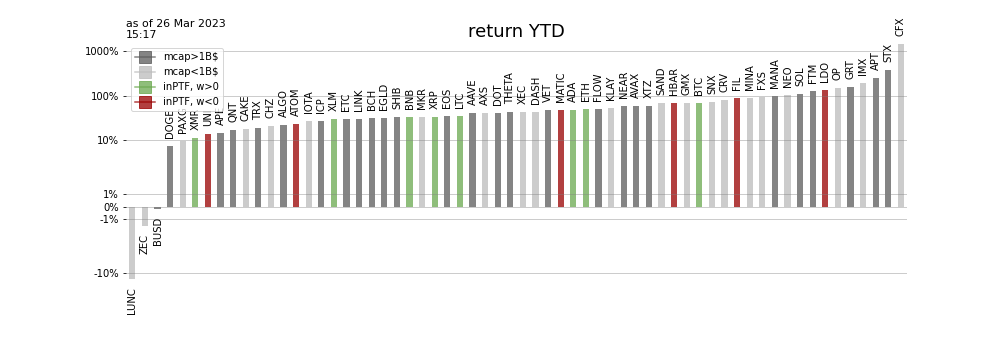 as of 26 Mar 2023
15:17
return YTD
1000%
100%
10%
1%
0%
-1%
-10%
mcap>1B$
mcap<1B$
inPTF, w>0
inPTF, w<0
LUNC
ZEC
BUSD
DOGE
PAXG
XMR
UNI
QNT
CAKE
TRX
CHZ
ALGO
ATOM
IOTA
ICP
XLM
ETC
LINK
BCH
EGLD
SHIB
BNB
MKR
XRP
EOS
LTC
AAVE
AXS
DOT
THETA
XEC
DASH
VET
MATIC
ADA
ETH
FLOW
KLAY
NEAR
AVAX
XTZ
SAND
HBAR
GMX
BTC
SNX
CRV
FIL
MINA
FXS
MANA
NEO
SOL
FTM
LDO
OP
GRT
IMX
APT
STX
CFX